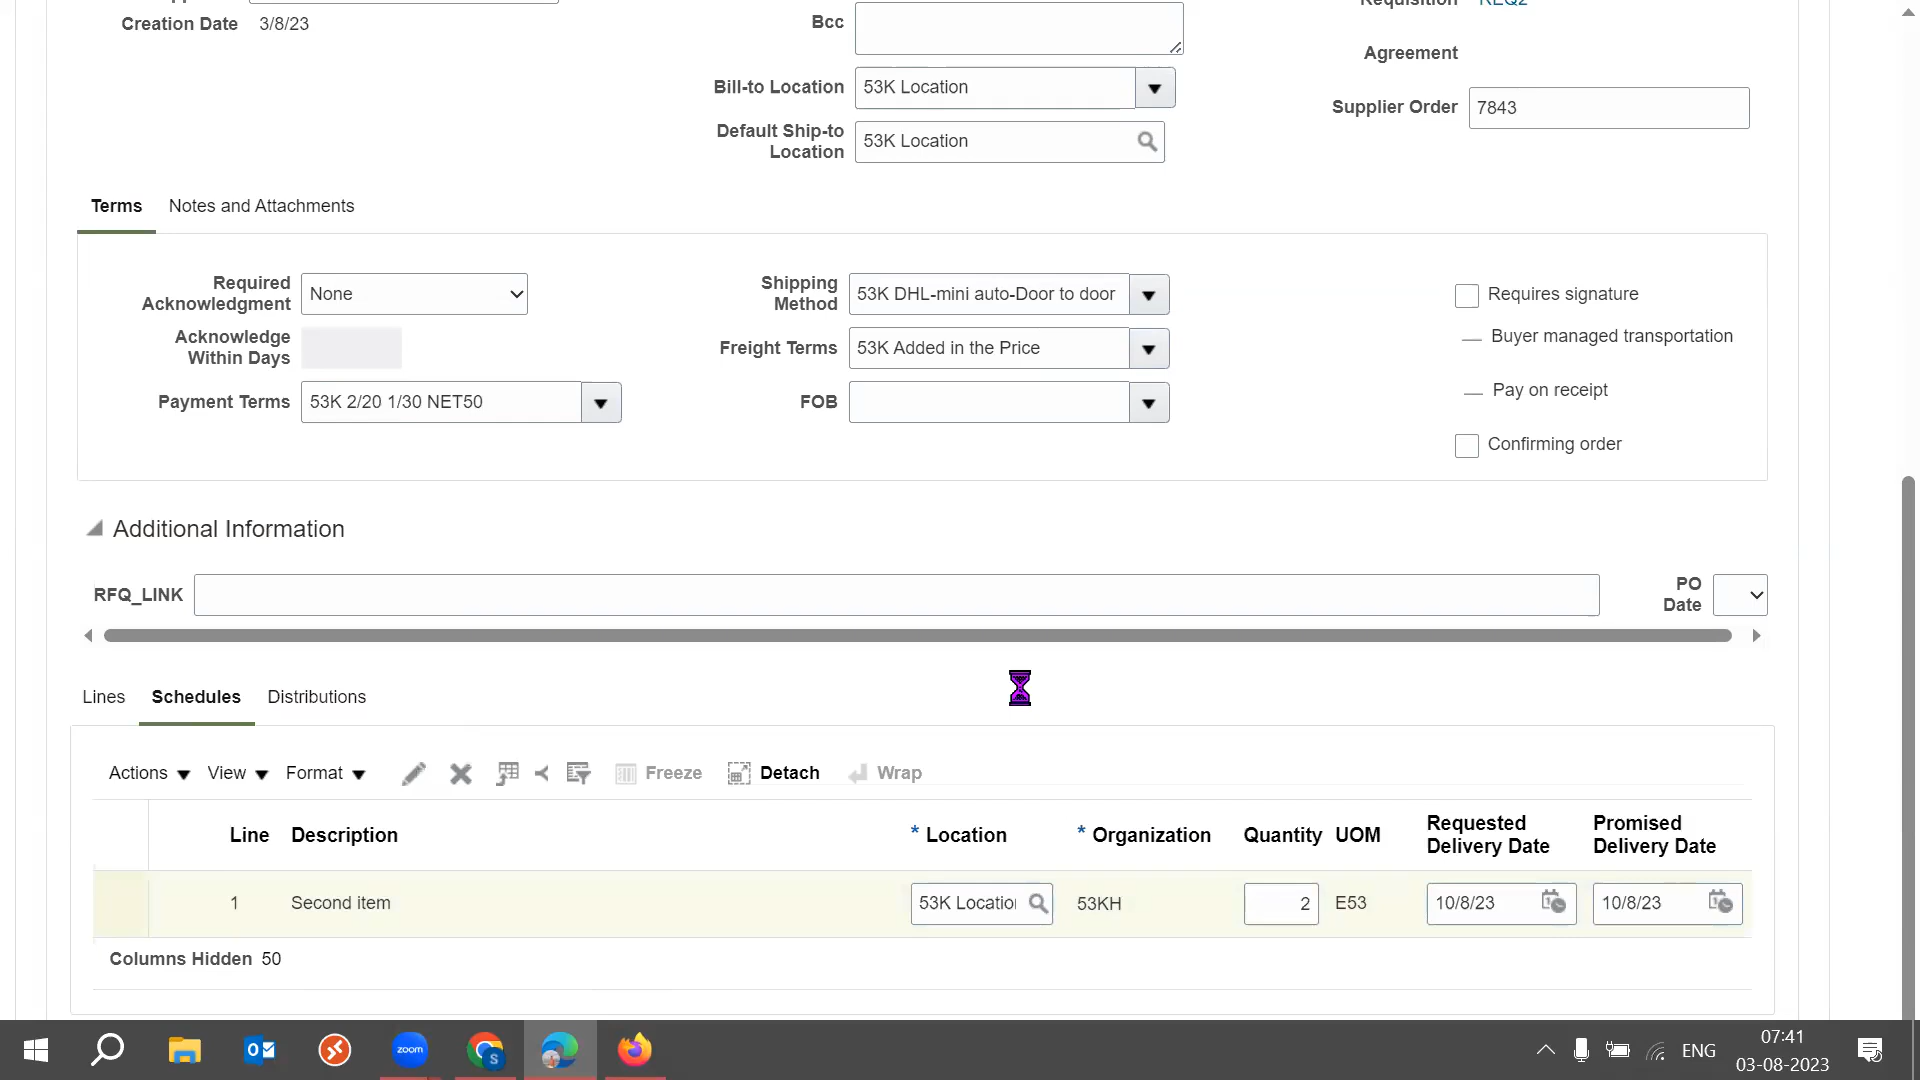 Requisition REQ2
Creation Date 3/8/23
Bcc
Agreement
Bill-to Location 53K Location
Supplier Order 7843
Default Ship-to
Location
53K Location
Terms Notes and Attachments
Required
Acknowledgment
None
Shipping
Method
53K DHL-mini auto-Door to door
Requires signature
Acknowledge
Within Days
Freight Terms 53K Added in the Price
Buyer managed transportation
Payment Terms 53K 2/20 1/30 NET50
FOB
Pay on receipt
Confirming order
Additional Information
RFQ_LINK
PO
Date
Lines Schedules Distributions
Actions View Format Freeze Detach Wrap
Line Description * Location * Organization Quantity UOM
Requested
Delivery Date
Promised
Delivery Date
1 Second item 53K Location 53KH 2 E53 10/8/23 10/8/23
Columns Hidden 50
zoom
S
ENG
07:41
03-08-2023